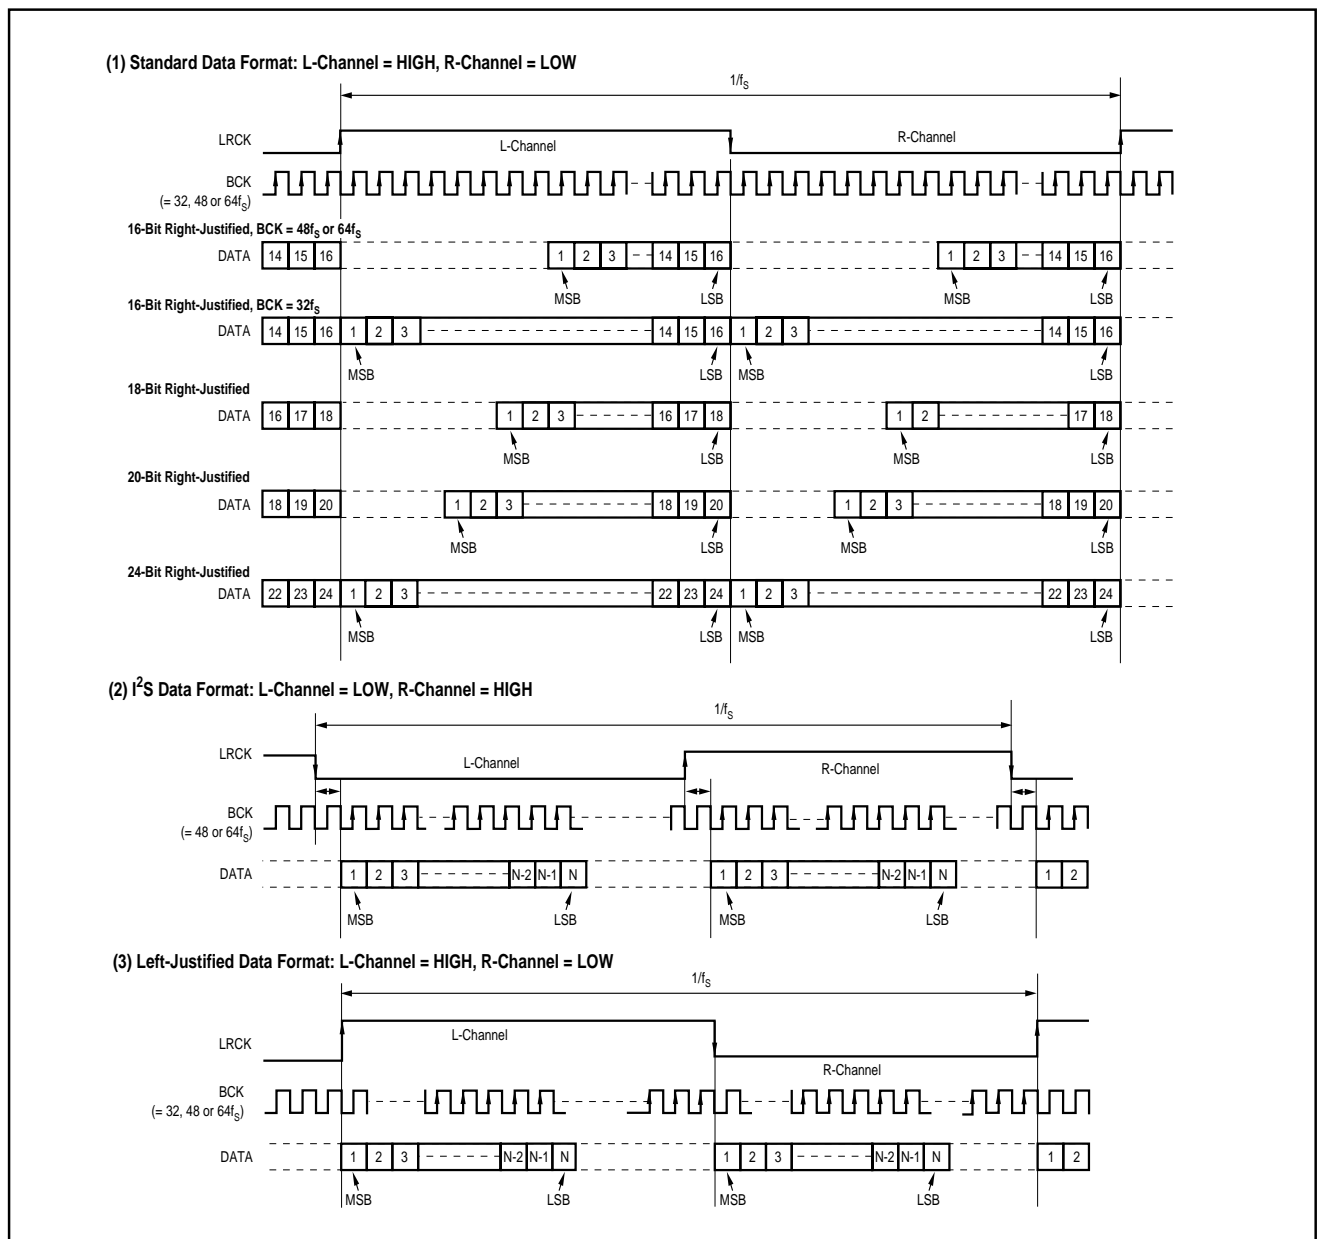 (1) Standard Data Format: L-Channel = HIGH, R-Channel = LOW
1/fS
LRCK
L-Channel
R-Channel
BCK
(= 32, 48 or 64fS)
16-Bit Right-Justified, BCK = 48fS or 64fS
DATA 14 15 16 1 2 3 14 15 16 1 2 3 14 15 16
MSB LSB MSB LSB
16-Bit Right-Justified, BCK = 32fS
DATA 14 15 16 1 2 3 14 15 16 1 2 3 14 15 16
MSB LSB MSB LSB
18-Bit Right-Justified
DATA 16 17 18 1 2 3 16 17 18 1 2 17 18
MSB LSB MSB LSB
20-Bit Right-Justified
DATA 18 19 20 1 2 3 18 19 20 1 2 3 18 19 20
MSB LSB MSB LSB
24-Bit Right-Justified
DATA 22 23 24 1 2 3 22 23 24 1 2 3 22 23 24
MSB LSB MSB LSB
(2) I2S Data Format: L-Channel = LOW, R-Channel = HIGH
1/fS
LRCK
L-Channel
R-Channel
BCK
(= 48 or 64fS)
DATA 1 2 3 N-2 N-1 N 1 2 3 N-2 N-1 N 1 2
MSB LSB MSB LSB
(3) Left-Justified Data Format: L-Channel = HIGH, R-Channel = LOW
1/fS
LRCK
L-Channel
R-Channel
BCK
(= 32, 48 or 64fS)
DATA 1 2 3 N-2 N-1 N 1 2 3 N-2 N-1 N 1 2
MSB LSB MSB LSB